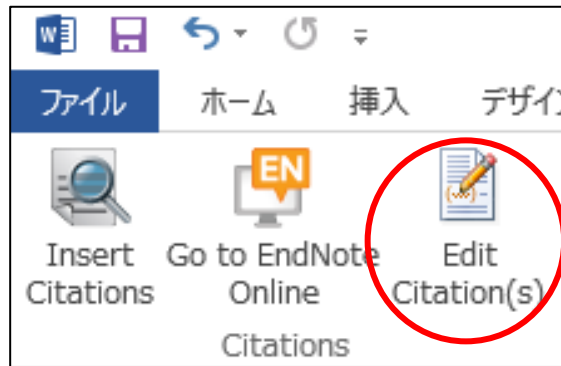 ファイル ホーム 挿入 デザイン
EN
Insert Citations
Go to EndNote Online
Edit Citation(s)
Citations